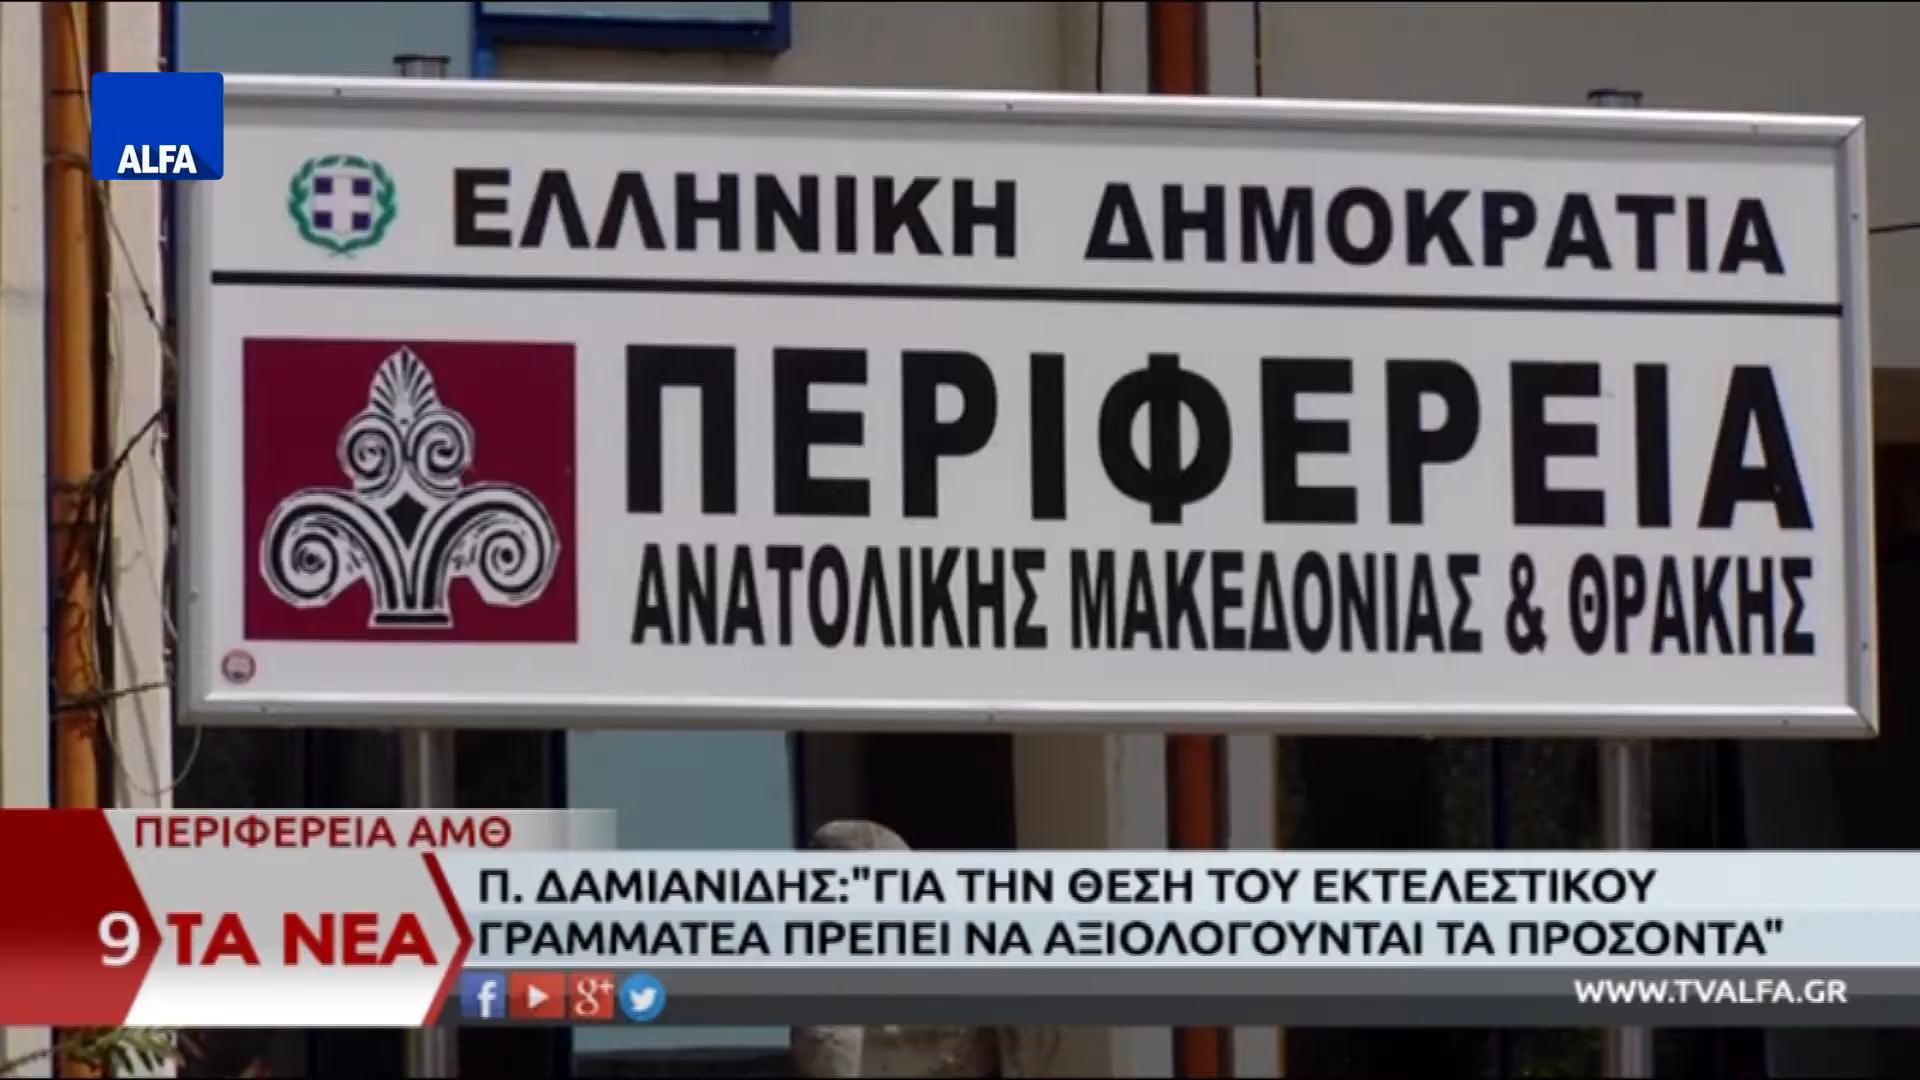 ALFA
ΕΛΛΗΝΙΚΗ ΔΗΜΟΚΡΑΤΙΑ
ΠΕΡΙΦΕΡΕΙΑ
ΑΝΑΤΟΛΙΚΗΣ ΜΑΚΕΔΟΝΙΑΣ & ΘΡΑΚΗΣ
ΠΕΡΙΦΕΡΕΙΑ ΑΜΘ
Π. ΔΑΜΙΑΝΙΔΗΣ:"ΓΙΑ ΤΗΝ ΘΕΣΗ ΤΟΥ ΕΚΤΕΛΕΣΤΙΚΟΥ
ΓΡΑΜΜΑΤΕΑ ΠΡΕΠΕΙ ΝΑ ΑΞΙΟΛΟΓΟΥΝΤΑΙ ΤΑ ΠΡΟΣΟΝΤΑ"
9 ΤΑ ΝΕΑ
f g+
WWW.TVALFA.GR